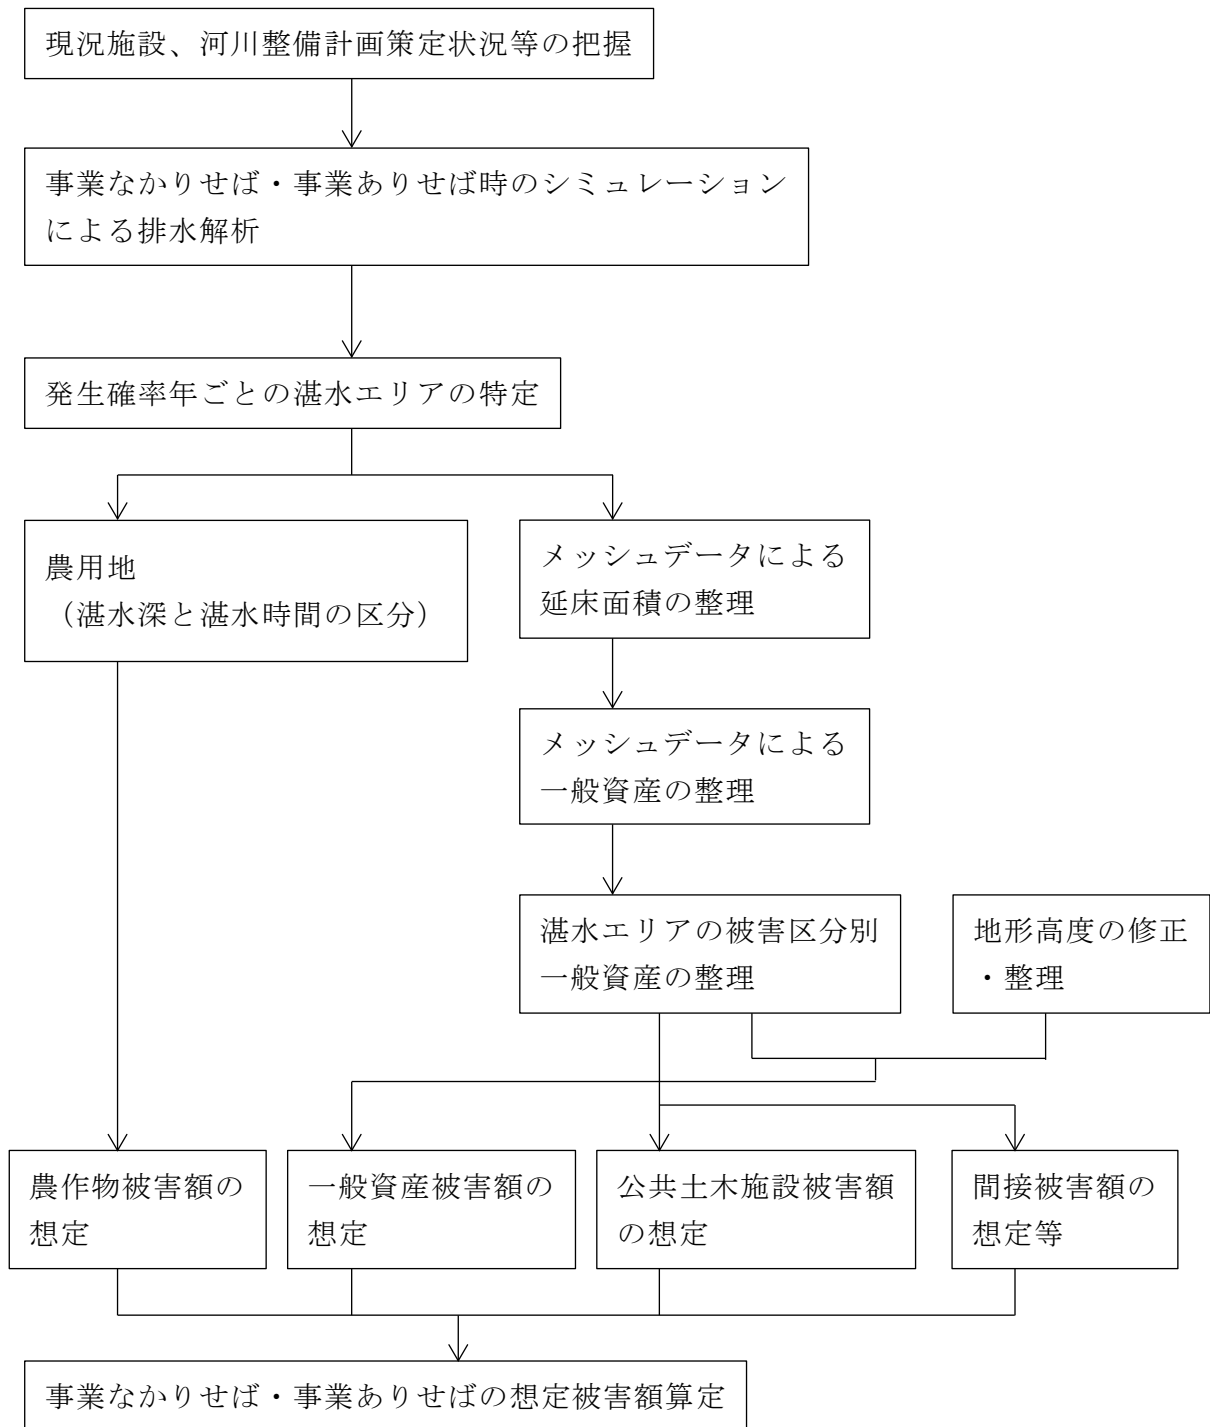 現況施設、河川整備計画策定状況等の把握
事業なかりせば・事業ありせば時のシミュレーション
による排水解析
発生確率年ごとの湛水エリアの特定
農用地
（湛水深と湛水時間の区分）
メッシュデータによる
延床面積の整理
メッシュデータによる
一般資産の整理
湛水エリアの被害区分別
一般資産の整理
地形高度の修正
・整理
農作物被害額の
想定
一般資産被害額の
想定
公共土木施設被害額
の想定
間接被害額の
想定等
事業なかりせば・事業ありせばの想定被害額算定